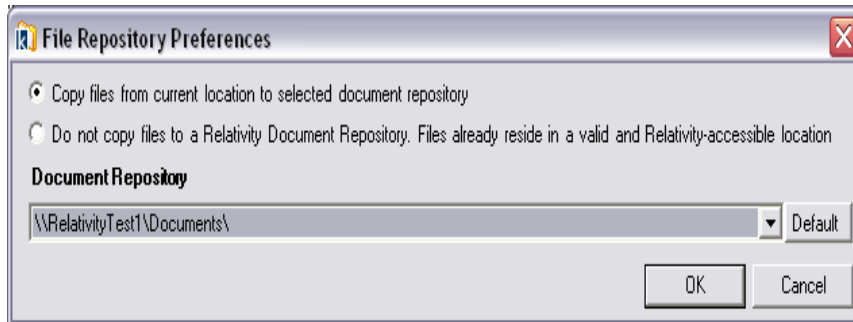 File Repository Preferences
Copy files from current location to selected document repository
Do not copy files to a Relativity Document Repository. Files already reside in a valid and Relativity-accessible location
Document Repository
\\RelativityTest1\Documents\ Default
OK Cancel